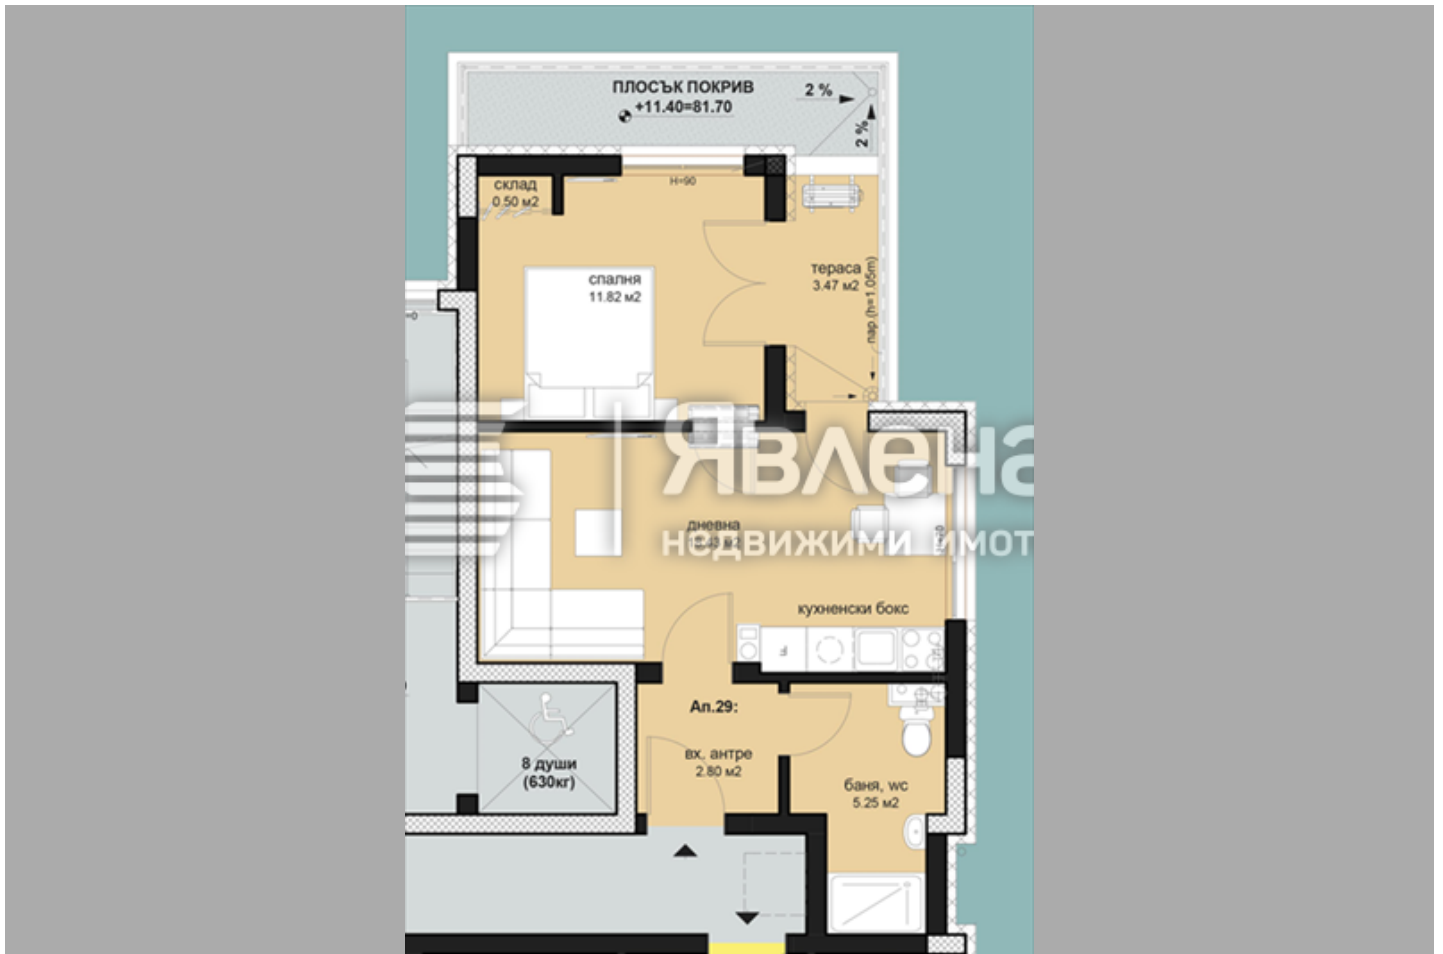 ПЛОСЪК ПОКРИВ
+11.40=81.70
2 %
2 %
склад
0.50 м2
H=90
спалня
11.82 м2
тераса
3.47 м2
пар.(h=1.05m)
=0
Явлена
недвижими имот
дневна
кухненски бокс
Ап.29:
вх. антре
2.80 м2
8 души
(630кг)
баня, wc
5.25 м2